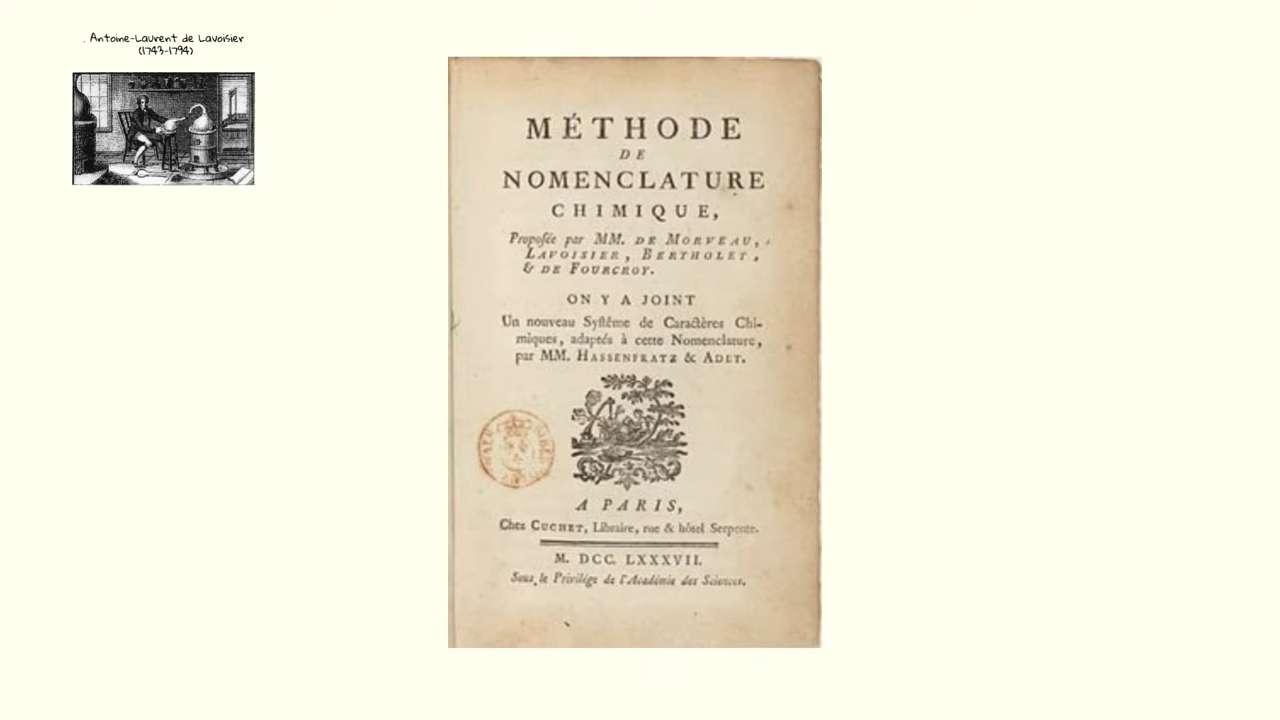 . Antoine-Laurent de Lavoisier
(1743-1794)
MÉTHODE
DE
NOMENCLATURE
CHIMIQUE,
Proposée par MM. DE MORVEAU,
LAVOISIER, BERTHOLET,
& DE FOURCROY.
ON Y A JOINT
Un nouveau Systême de Caractères Chi-
miques, adaptés à cette Nomenclature,
par MM. HASSENFRATZ & ADET.
A PARIS,
Chez CUCHET, Libraire, rue & hôtel Serpente.
M. DCC. LXXXVII.
Sous le Privilége de l'Académie des Sciences.